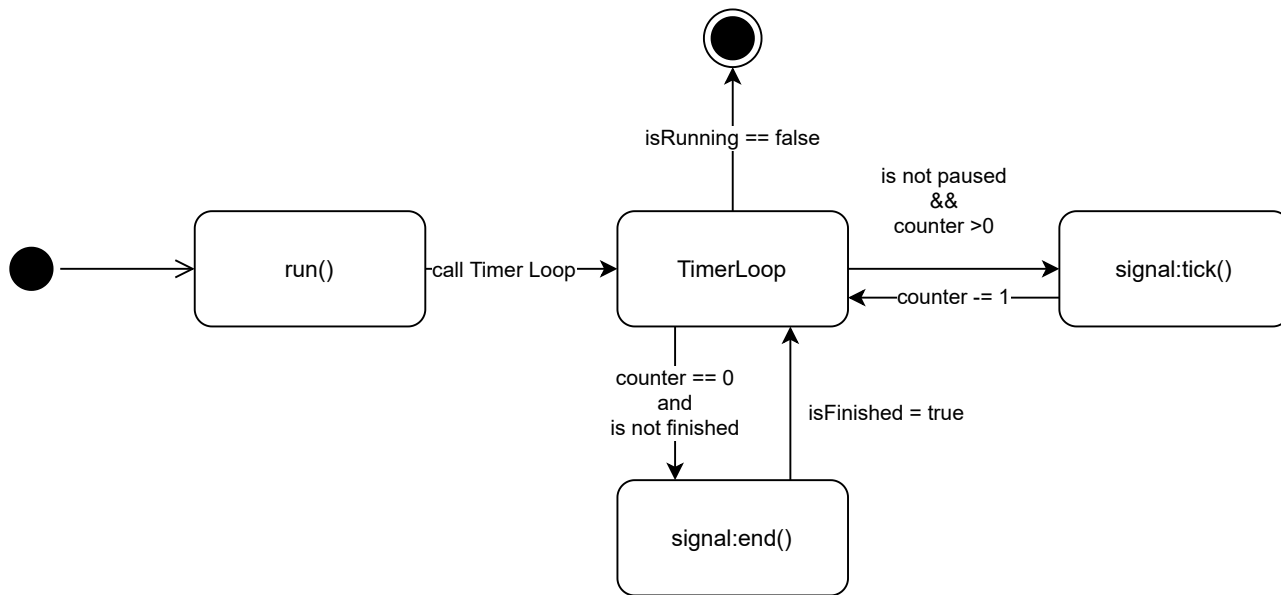 isRunning == false
is not paused
&&
counter >0
run()
call Timer Loop
TimerLoop
signal:tick()
counter -= 1
counter == 0
and
is not finished
isFinished = true
signal:end()